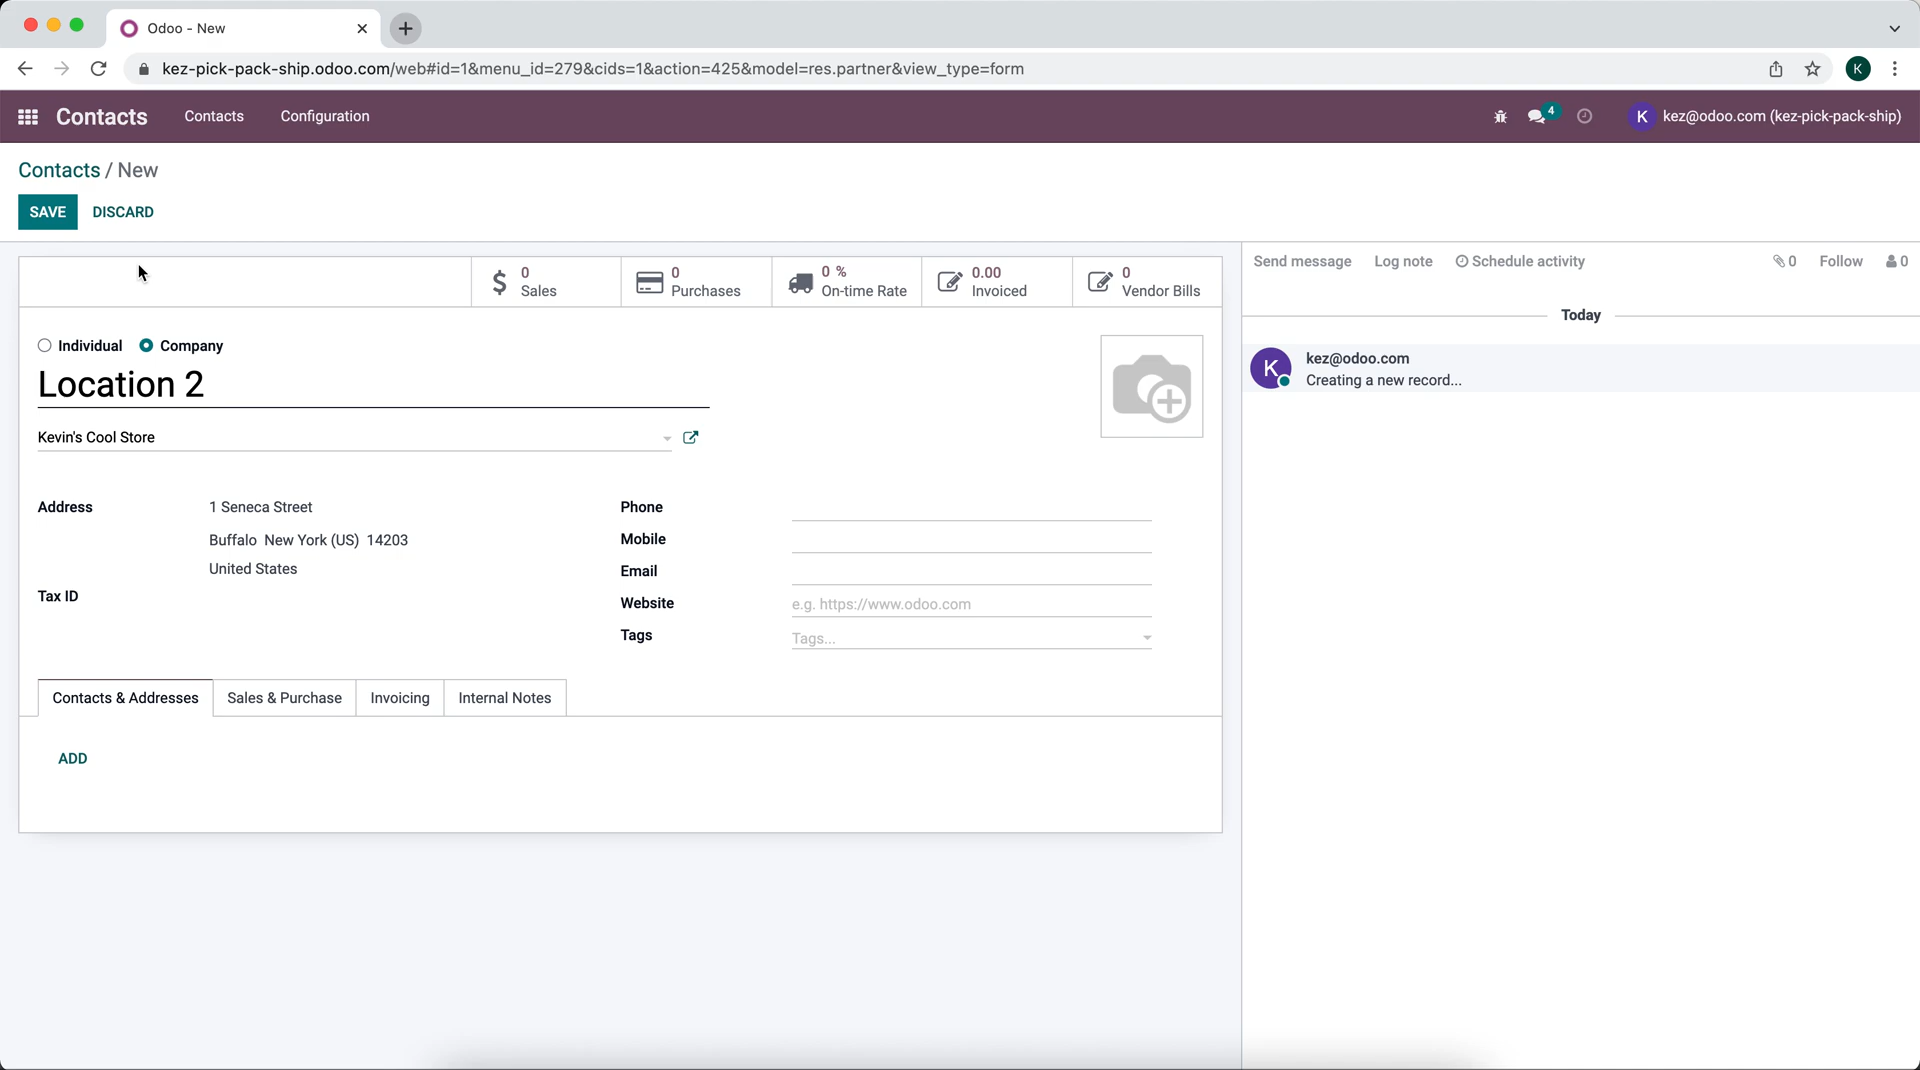 Odoo - New
kez-pick-pack-ship.odoo.com/web#id=1&menu_id=279&cids=1&action=425&model=res.partner&view_type=form
K
Contacts
Contacts
Configuration
4
K
kez@odoo.com (kez-pick-pack-ship)
Contacts / New
SAVE
DISCARD
0
Sales
0
Purchases
0 %
On-time Rate
0.00
Invoiced
0
Vendor Bills
Send message
Log note
Schedule activity
0
Follow
0
Today
K
kez@odoo.com
Creating a new record...
Individual
Company
Location 2
Kevin's Cool Store
Address
1 Seneca Street
Buffalo New York (US) 14203
United States
Tax ID
Phone
Mobile
Email
Website
e.g. https://www.odoo.com
Tags
Tags...
Contacts & Addresses
Sales & Purchase
Invoicing
Internal Notes
ADD